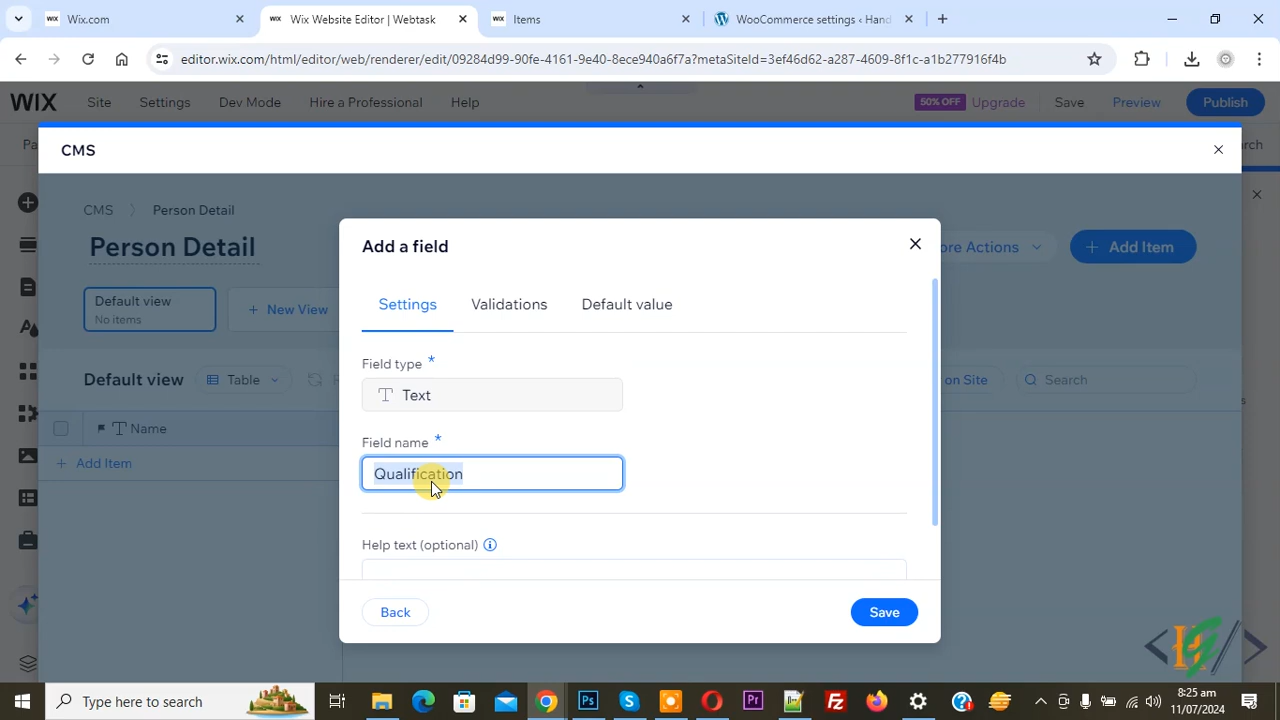 Wix.com
Wix Website Editor | Webtask
Items
WooCommerce settings ‹ Hand
editor.wix.com/html/editor/web/renderer/edit/09284d99-90fe-4161-9e40-8ece940a6f7a?metaSiteId=3ef46d62-a287-4609-8f1c-a1b277916f4b
WIX
Site
Settings
Dev Mode
Hire a Professional
Help
50% OFF
Upgrade
Save
Preview
Publish
Pa
arch
CMS
CMS
Person Detail
Person Detail
ore Actions
+ Add Item
Default view
No items
+ New View
Default view
Table
R
on Site
Search
Name
+ Add Item
Add a field
Settings
Validations
Default value
Field type *
Text
Field name *
Qualification
Help text (optional)
Back
Save
Type here to search
8:25 am
11/07/2024